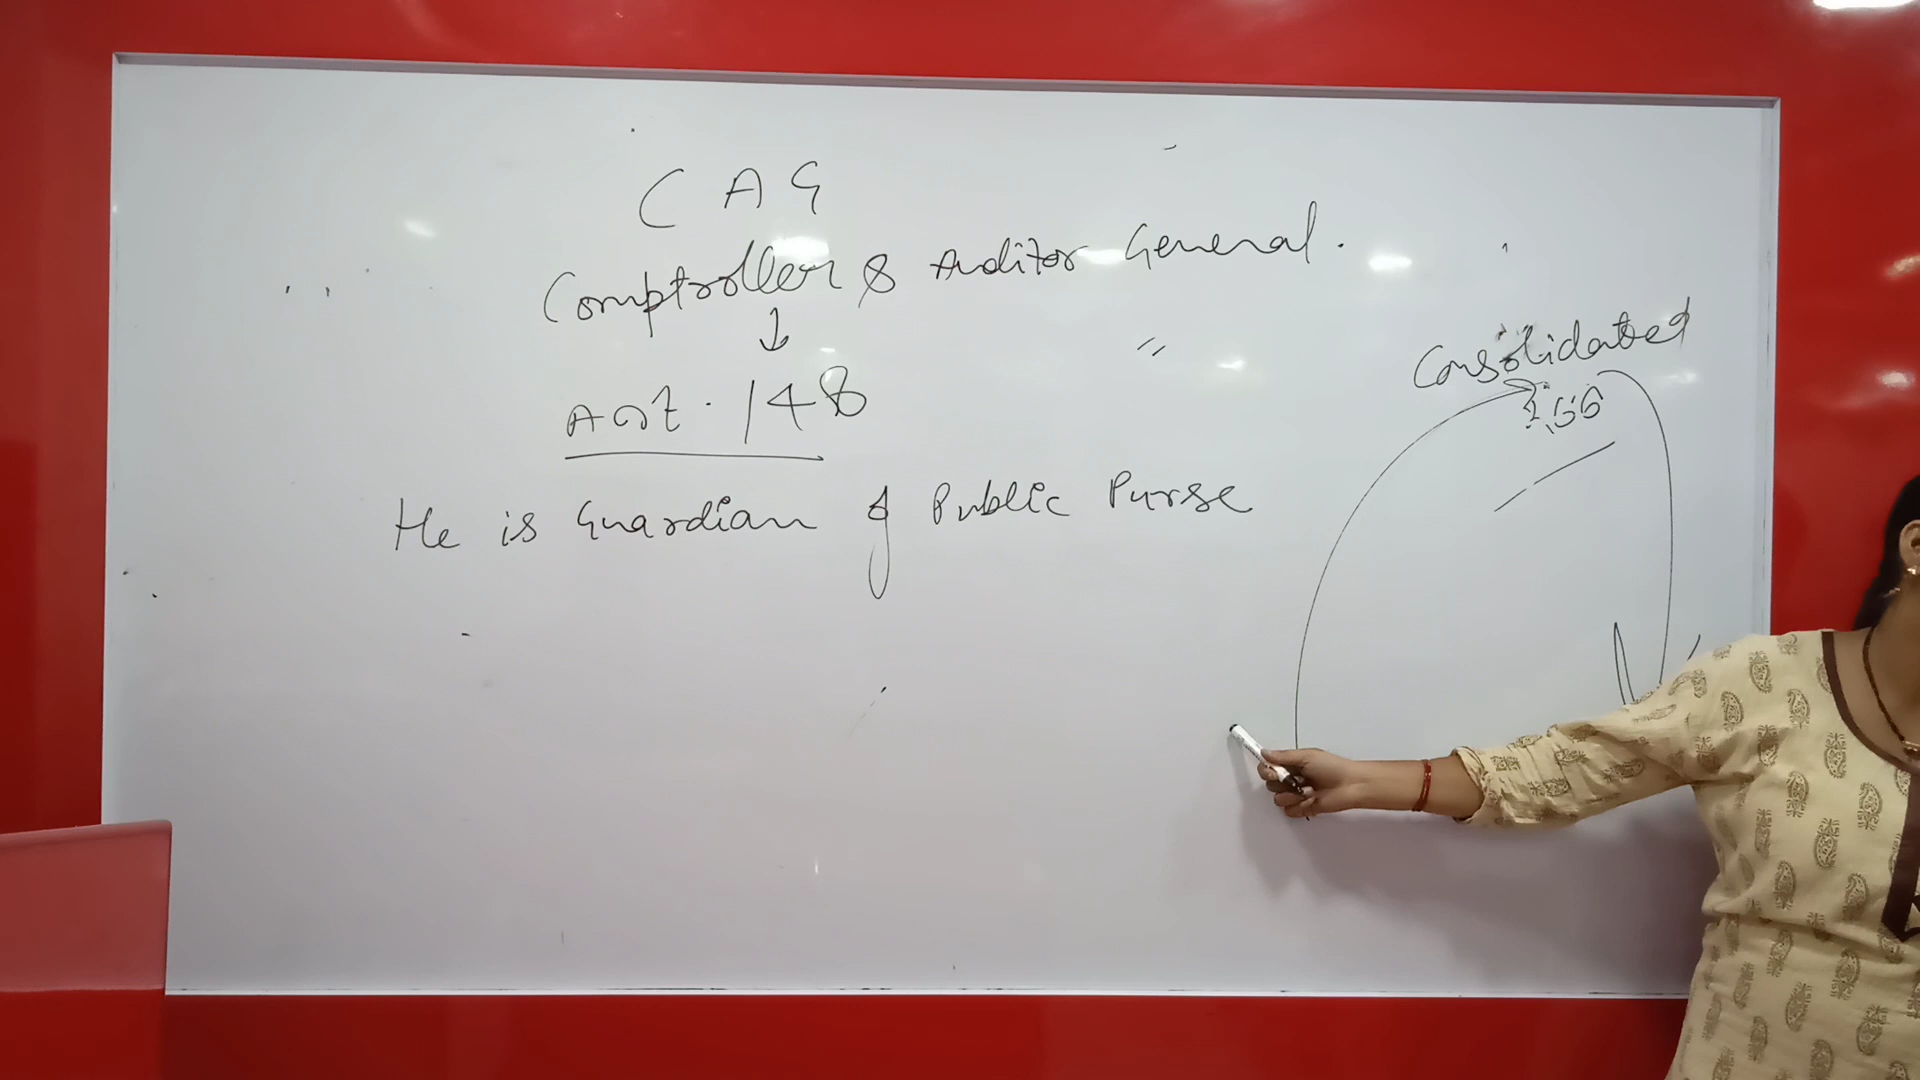 CAG
Comptroller & Auditor General.
↓
Art. 148
He is Guardian of Public Purse
Consolidated